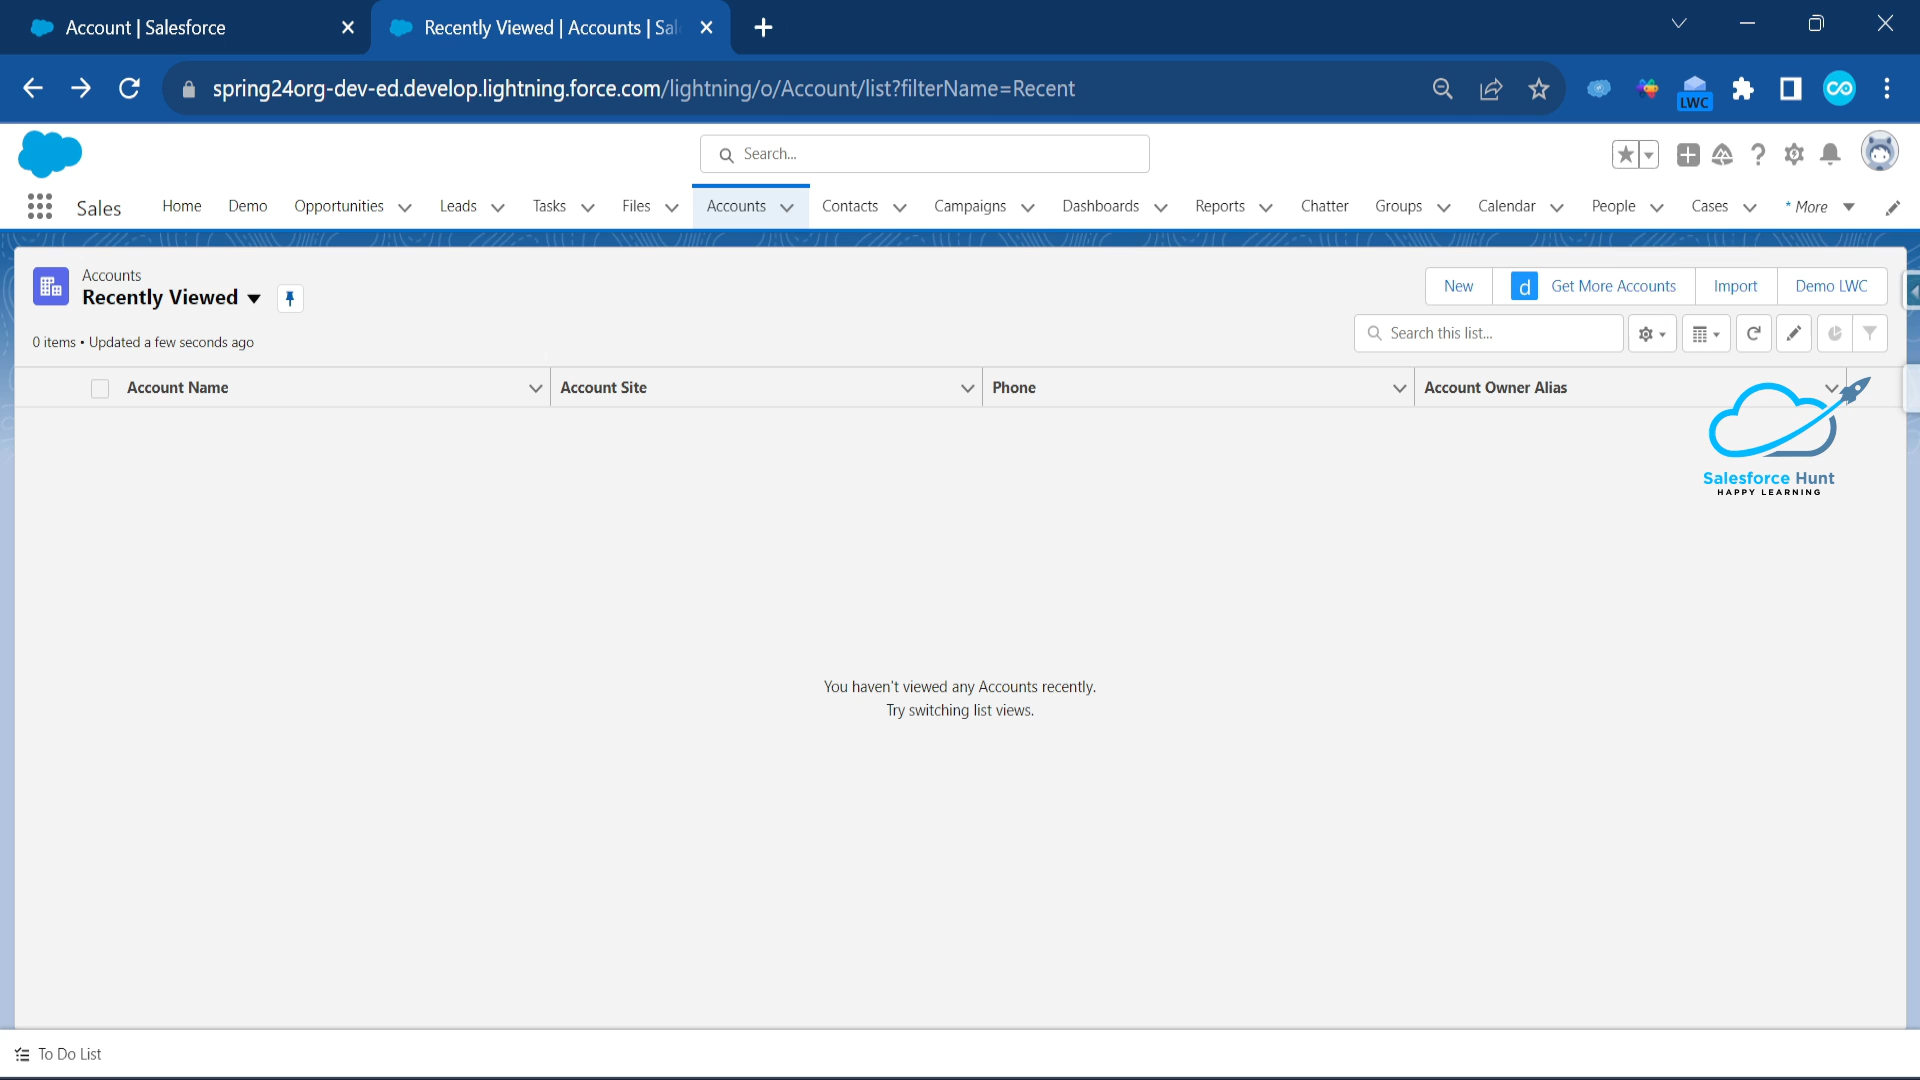 Account | Salesforce
Recently Viewed | Accounts | Sal
spring24org-dev-ed.develop.lightning.force.com/lightning/o/Account/list?filterName=Recent
LWC
Search...
Sales
Home
Demo
Opportunities
Leads
Tasks
Files
Accounts
Contacts
Campaigns
Dashboards
Reports
Chatter
Groups
Calendar
People
Cases
* More
Accounts
Recently Viewed
New
d
Get More Accounts
Import
Demo LWC
0 items • Updated a few seconds ago
Search this list...
Account Name
Account Site
Phone
Account Owner Alias
Salesforce Hunt
HAPPY LEARNING
You haven't viewed any Accounts recently.
Try switching list views.
To Do List